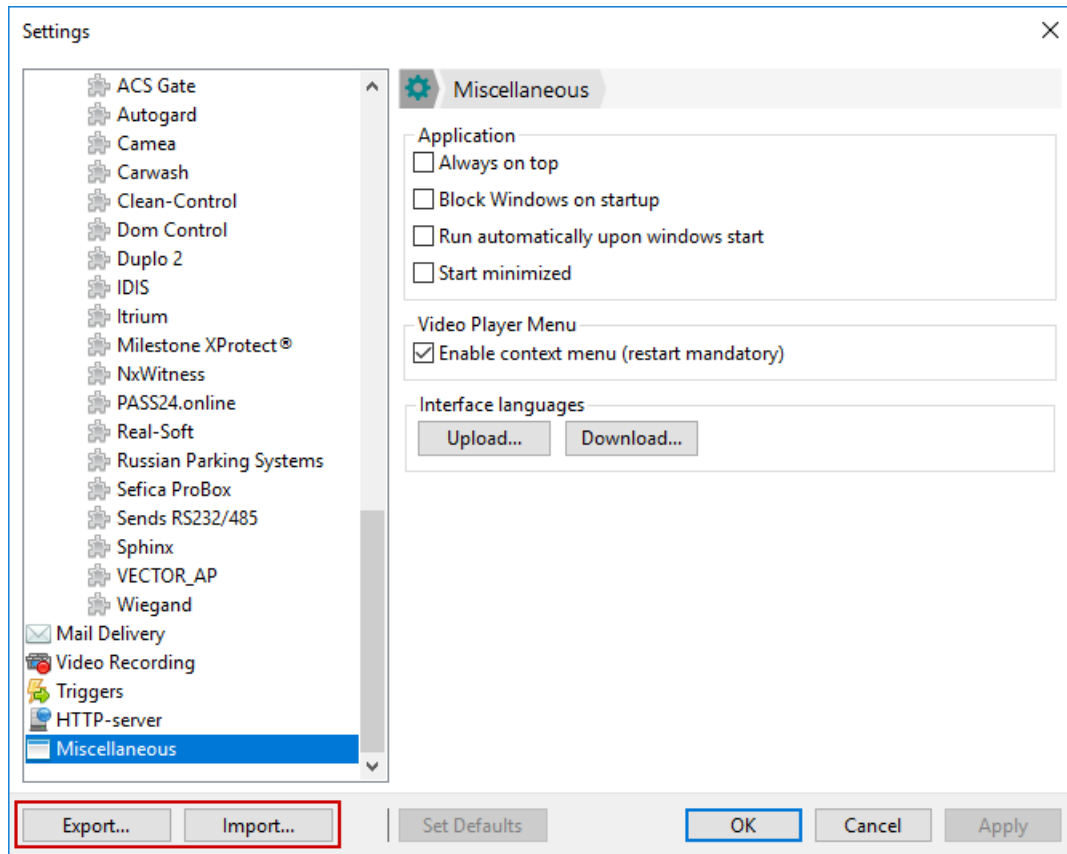 Settings
ACS Gate
Autogard
Camea
Carwash
Clean-Control
Dom Control
Duplo 2
IDIS
Itrium
Milestone XProtect®
NxWitness
PASS24.online
Real-Soft
Russian Parking Systems
Sefica ProBox
Sends RS232/485
Sphinx
VECTOR_AP
Wiegand
Mail Delivery
Video Recording
Triggers
HTTP-server
Miscellaneous
Miscellaneous
Application
Always on top
Block Windows on startup
Run automatically upon windows start
Start minimized
Video Player Menu
Enable context menu (restart mandatory)
Interface languages
Upload... Download...
Export... Import... Set Defaults OK Cancel Apply